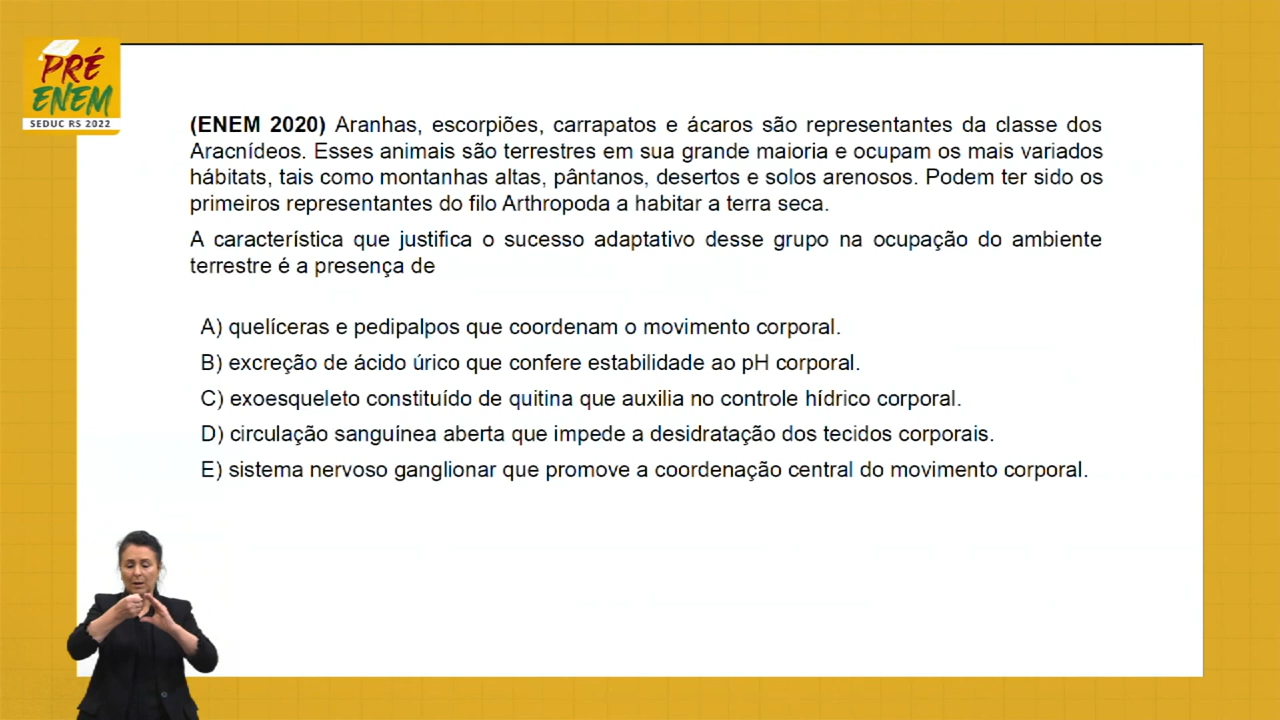 PRÉ
ENEM
SEDUC RS 2022
(ENEM 2020) Aranhas, escorpiões, carrapatos e ácaros são representantes da classe dos
Aracnídeos. Esses animais são terrestres em sua grande maioria e ocupam os mais variados
hábitats, tais como montanhas altas, pântanos, desertos e solos arenosos. Podem ter sido os
primeiros representantes do filo Arthropoda a habitar a terra seca.
A característica que justifica o sucesso adaptativo desse grupo na ocupação do ambiente
terrestre é a presença de
A) quelíceras e pedipalpos que coordenam o movimento corporal.
B) excreção de ácido úrico que confere estabilidade ao pH corporal.
C) exoesqueleto constituído de quitina que auxilia no controle hídrico corporal.
D) circulação sanguínea aberta que impede a desidratação dos tecidos corporais.
E) sistema nervoso ganglionar que promove a coordenação central do movimento corporal.